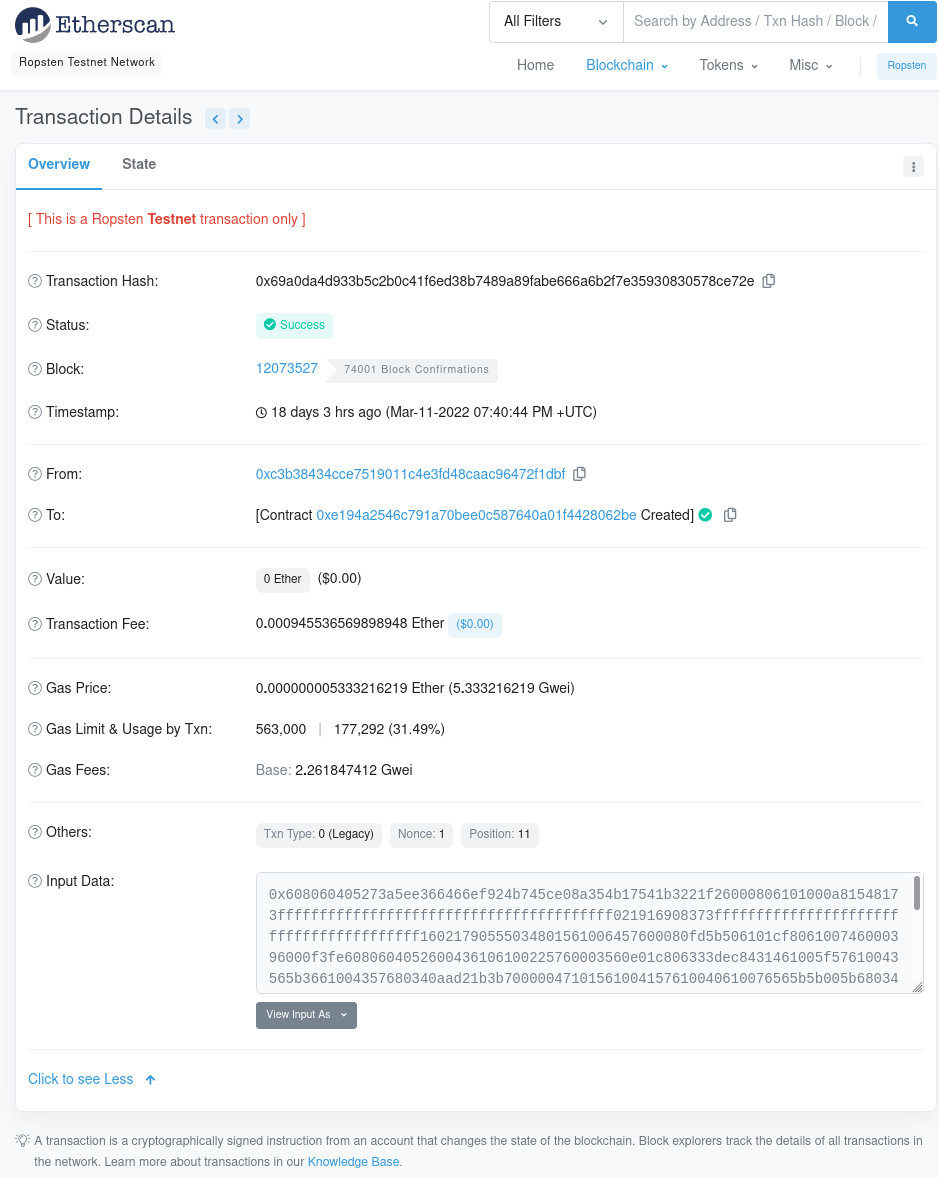 Etherscan
All Filters
Search by Address / Txn Hash / Block /
Ropsten Testnet Network
Home Blockchain Tokens Misc Ropsten
Transaction Details
Overview State
[ This is a Ropsten Testnet transaction only ]
Transaction Hash: 0x69a0da4d933b5c2b0c41f6ed38b7489a89fabe666a6b2f7e35930830578ce72e
Status: Success
Block: 12073527 74001 Block Confirmations
Timestamp: 18 days 3 hrs ago (Mar-11-2022 07:40:44 PM +UTC)
From: 0xc3b38434cce7519011c4e3fd48caac96472f1dbf
To: [Contract 0xe194a2546c791a70bee0c587640a01f4428062be Created]
Value: 0 Ether ($0.00)
Transaction Fee: 0.000945536569898948 Ether ($0.00)
Gas Price: 0.000000005333216219 Ether (5.333216219 Gwei)
Gas Limit & Usage by Txn: 563,000 | 177,292 (31.49%)
Gas Fees: Base: 2.261847412 Gwei
Others: Txn Type: 0 (Legacy) Nonce: 1 Position: 11
Input Data:
0x608060405273a5ee366466ef924b745ce08a354b17541b3221f26000806101000a8154817
3ffffffffffffffffffffffffffffffffffffffff021916908373ffffffffffffffffffffff
ffffffffffffffffff1602179055503480156100645760080fd5b506101cf8061007460003
96000f3fe6080604052600436106100225760003560e01c806333dec8431461005f57610043
565b3661004357680340aad21b3b700000471015610041576100406100​76565b5b005b68034
View Input As
Click to see Less
A transaction is a cryptographically signed instruction from an account that changes the state of the blockchain. Block explorers track the details of all transactions in
the network. Learn more about transactions in our Knowledge Base.